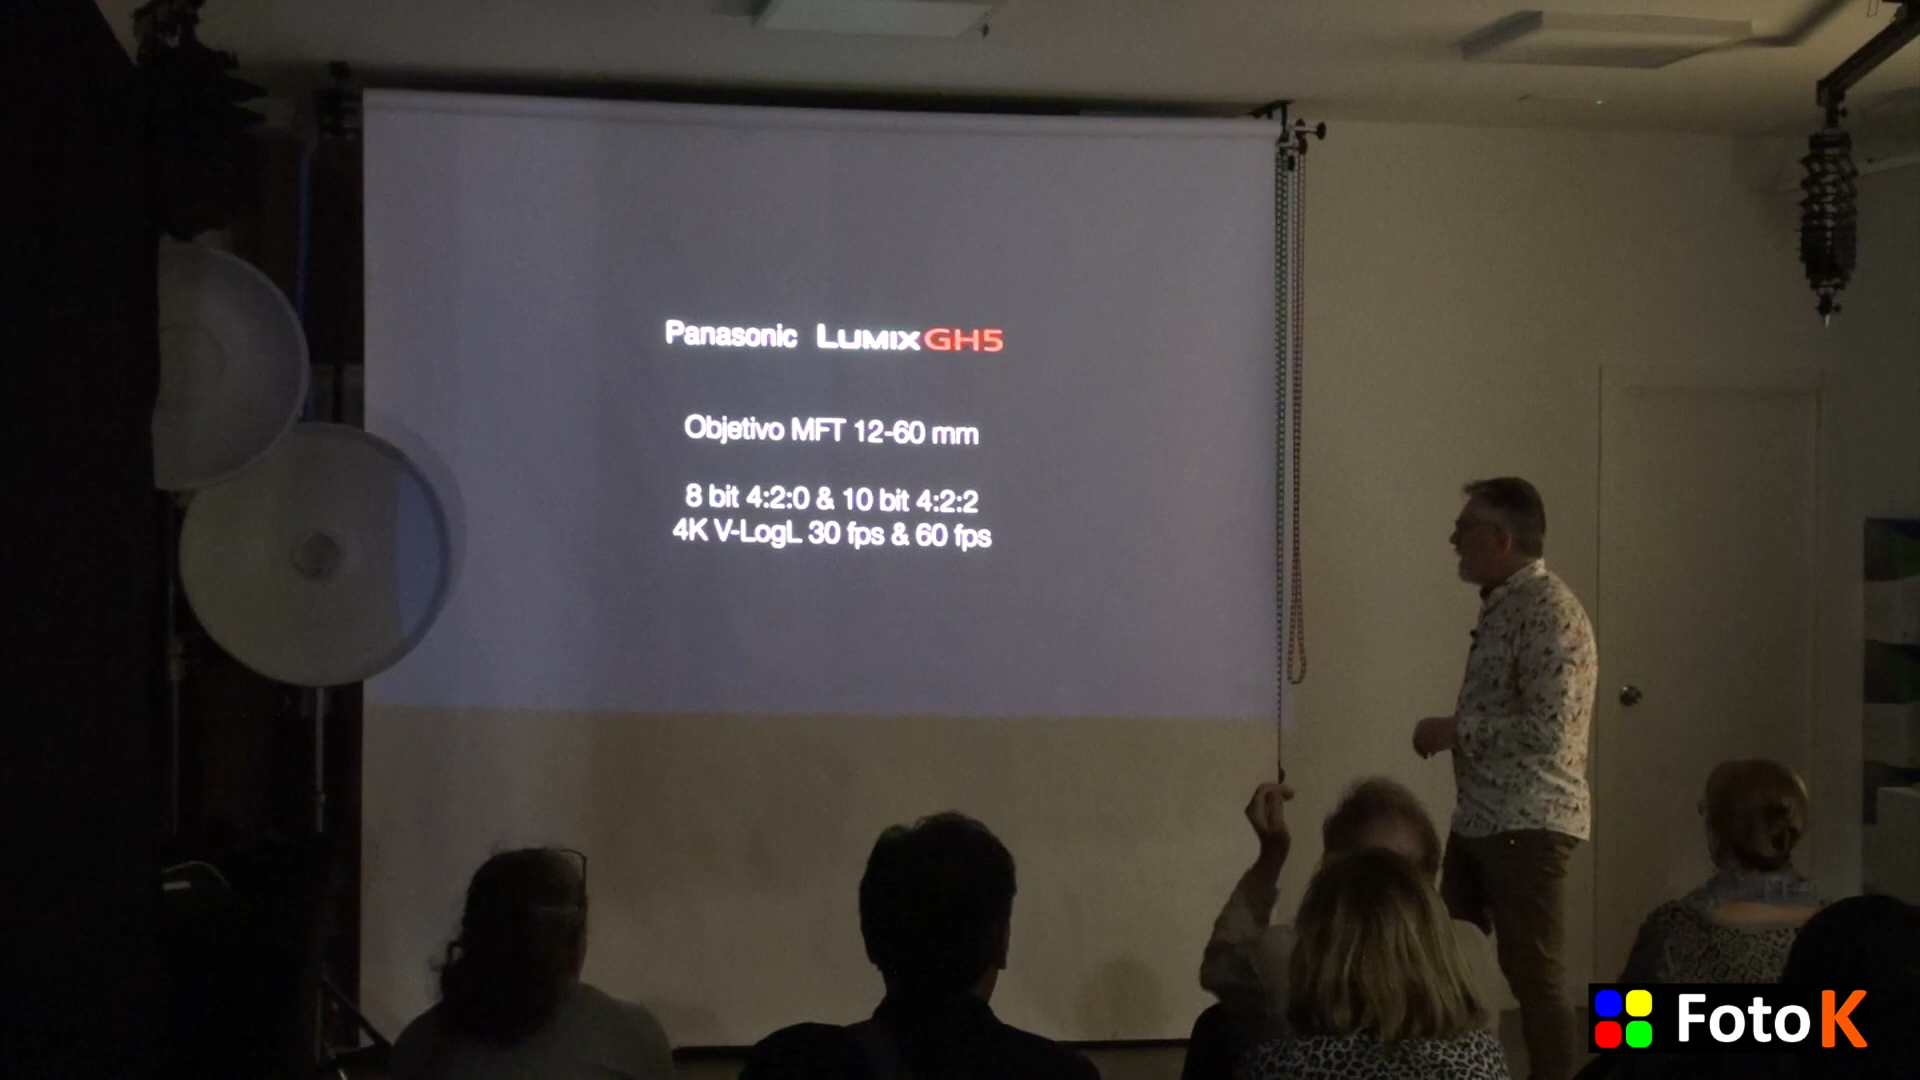 Panasonic LUMIX GH5
Objetivo MFT 12-60 mm
8 bit 4:2:0 & 10 bit 4:2:2
4K V-LogL 30 fps & 60 fps
FotoK